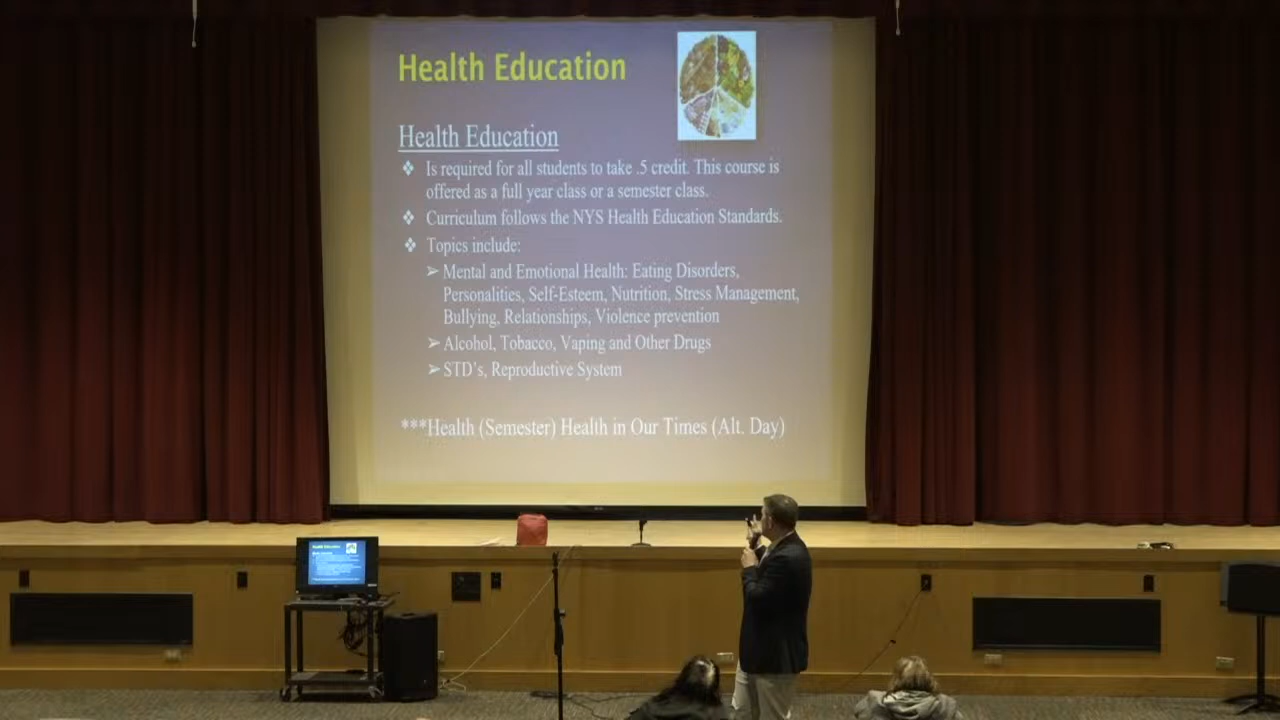 Health Education
Health Education
❖ Is required for all students to take .5 credit. This course is
offered as a full year class or a semester class.
❖ Curriculum follows the NYS Health Education Standards.
❖ Topics include:
➢ Mental and Emotional Health: Eating Disorders,
Personalities, Self-Esteem, Nutrition, Stress Management,
Bullying, Relationships, Violence prevention
➢ Alcohol, Tobacco, Vaping and Other Drugs
➢ STD's, Reproductive System
***Health (Semester) Health in Our Times (Alt. Day)
Health Education